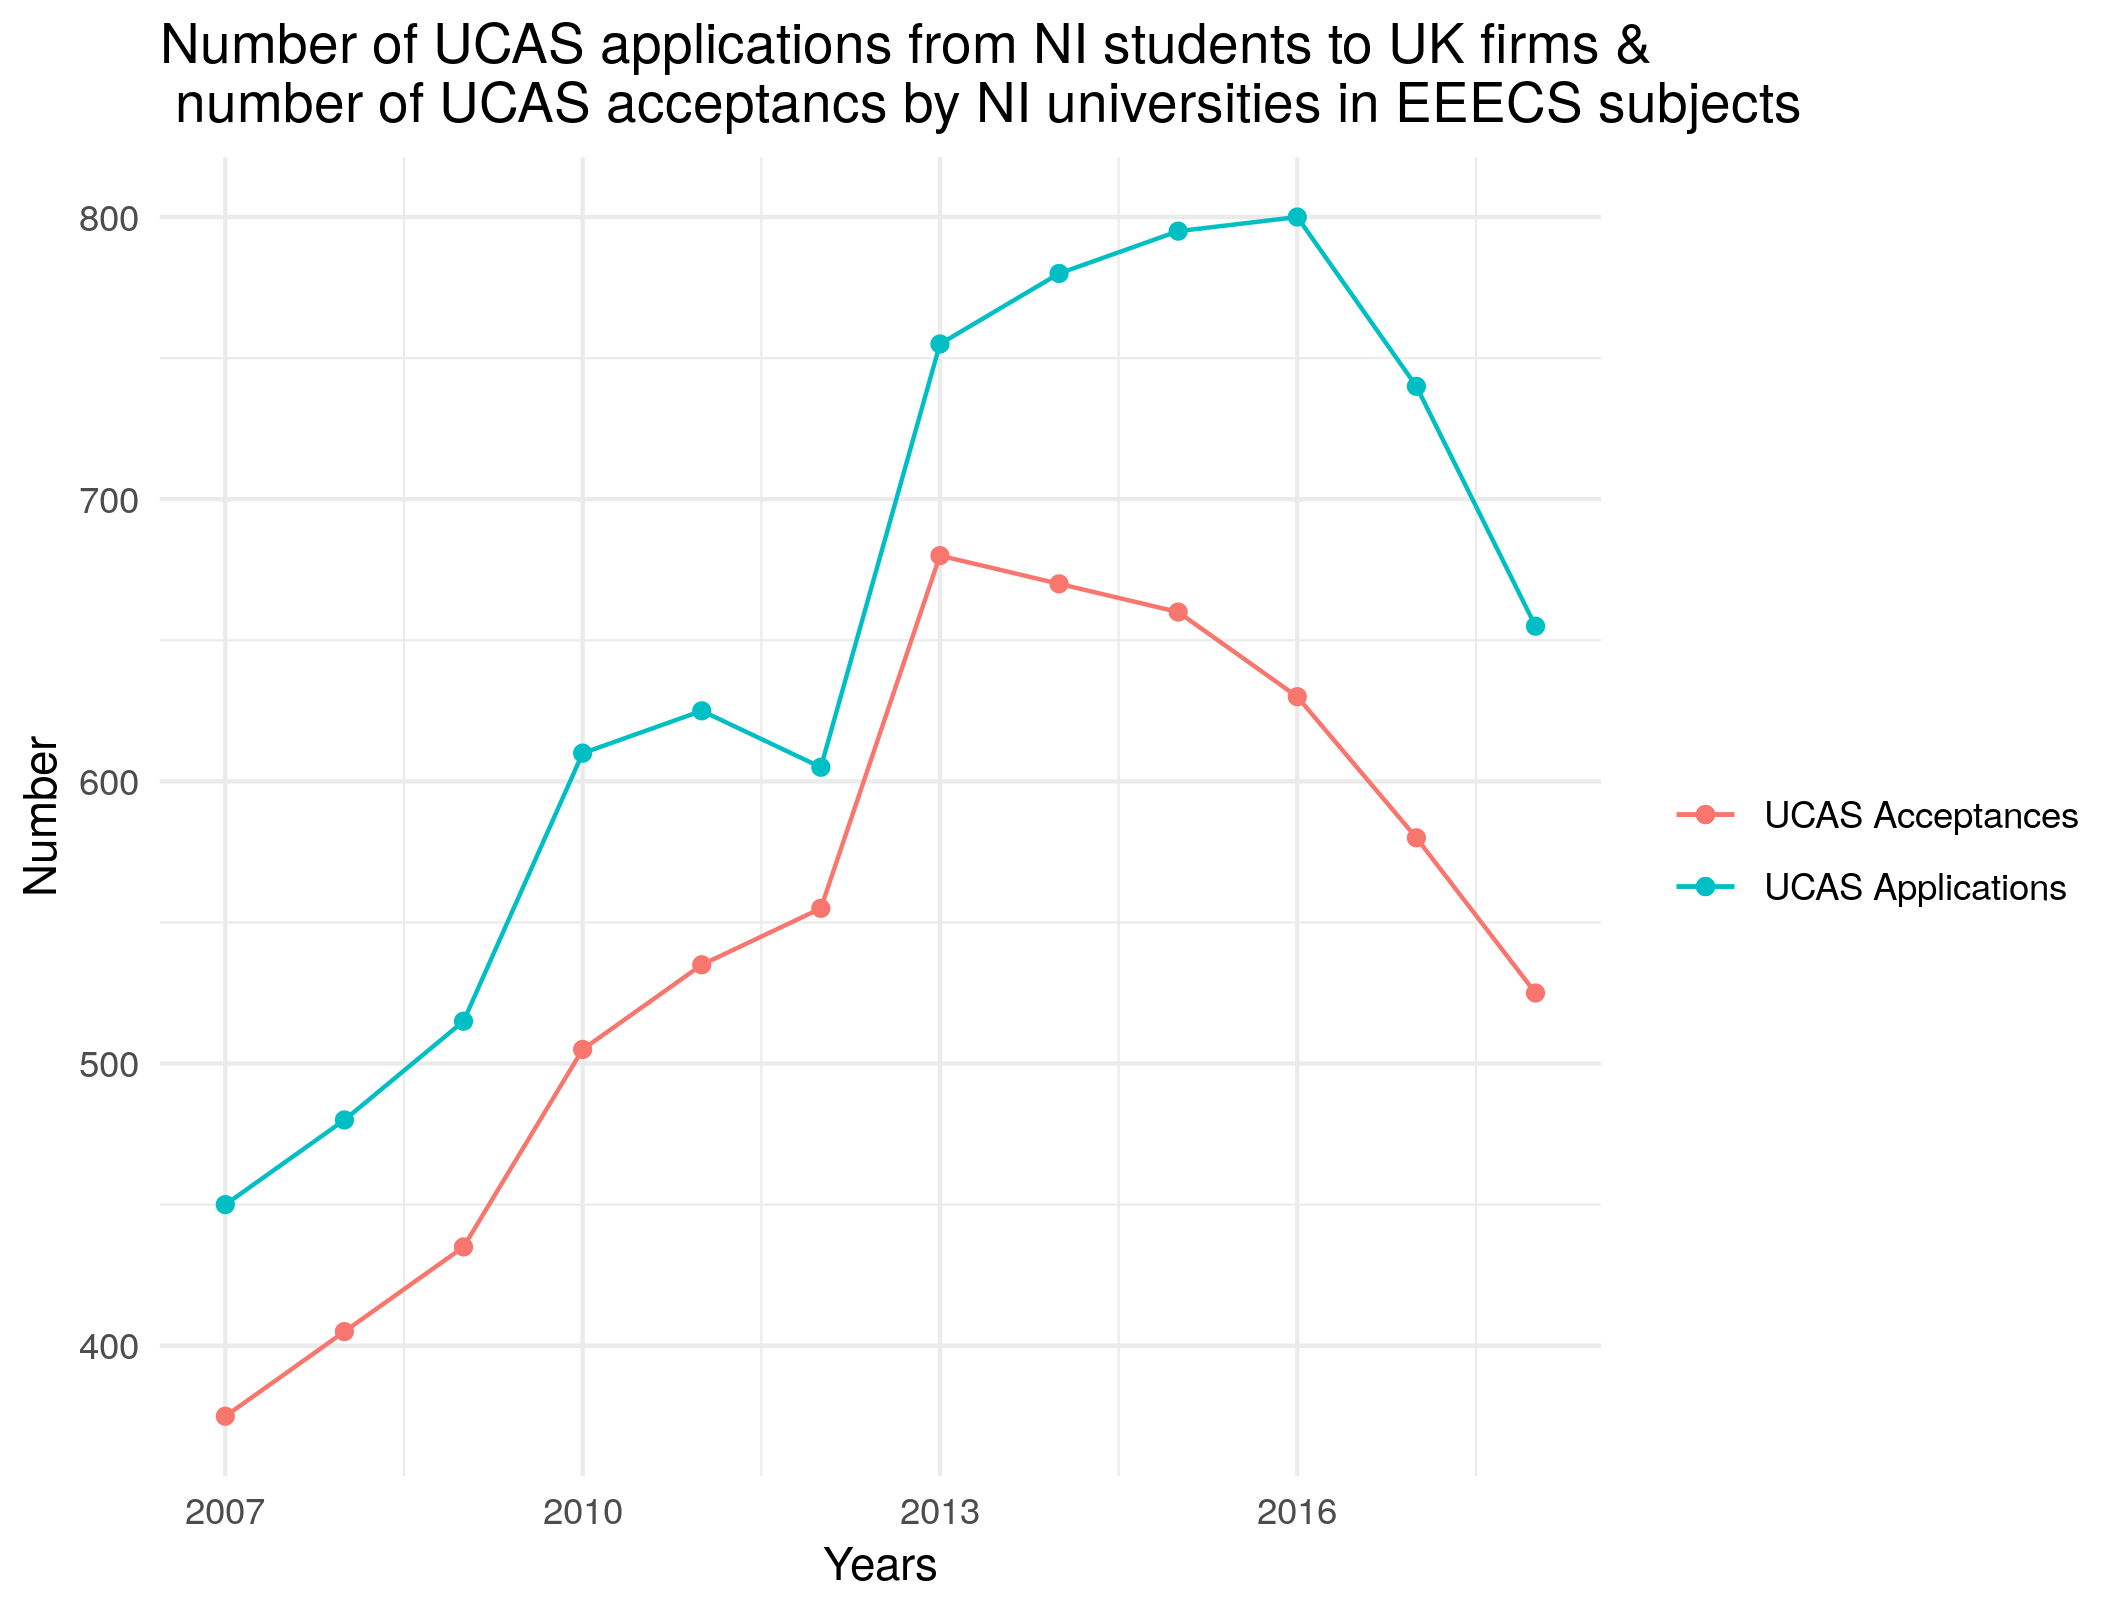 Number of UCAS applications from NI students to UK firms &
number of UCAS acceptancs by NI universities in EEECS subjects
800
700
600
500
400
Number
2007 2010 2013 2016
Years
UCAS Acceptances
UCAS Applications